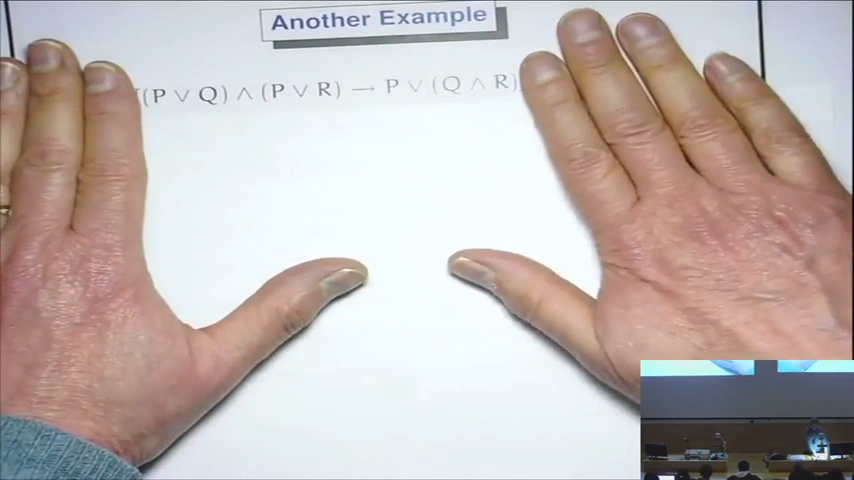 Another Example
(P ∨ Q) ∧ (P ∨ R) → P ∨ (Q ∧ R)